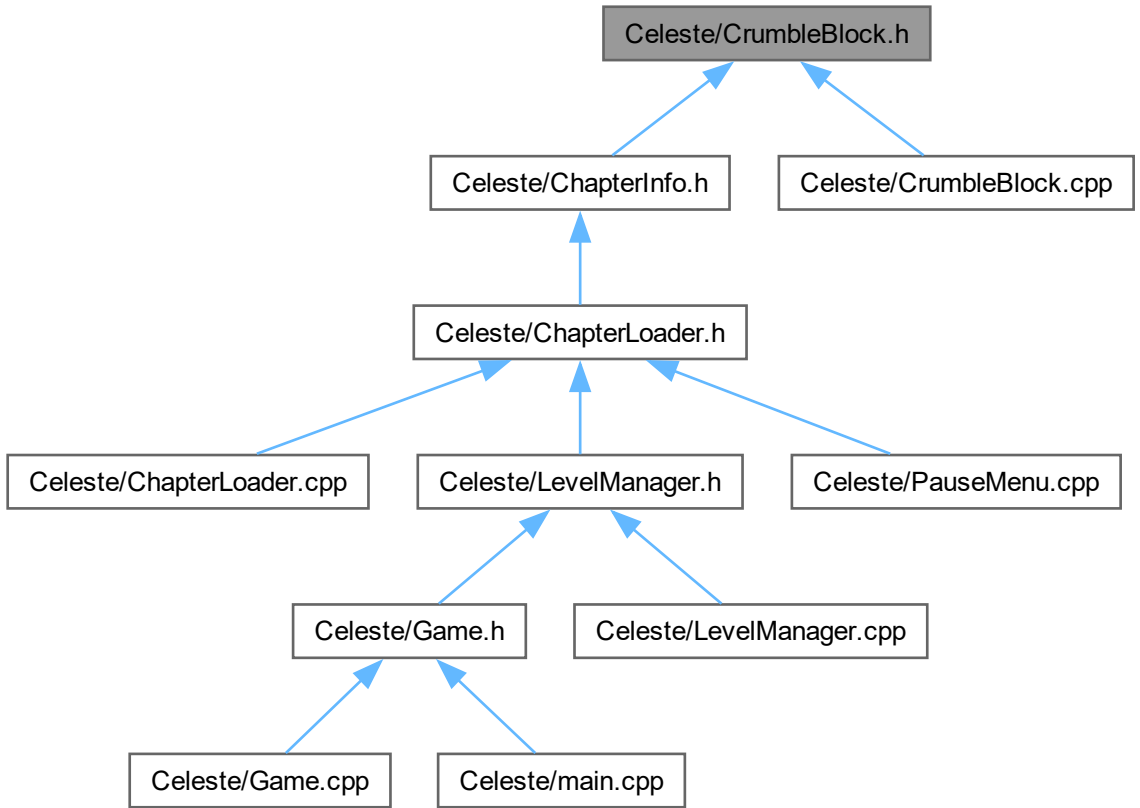 Celeste/CrumbleBlock.h
Celeste/ChapterInfo.h
Celeste/CrumbleBlock.cpp
Celeste/ChapterLoader.h
Celeste/ChapterLoader.cpp
Celeste/LevelManager.h
Celeste/PauseMenu.cpp
Celeste/Game.h
Celeste/LevelManager.cpp
Celeste/Game.cpp
Celeste/main.cpp